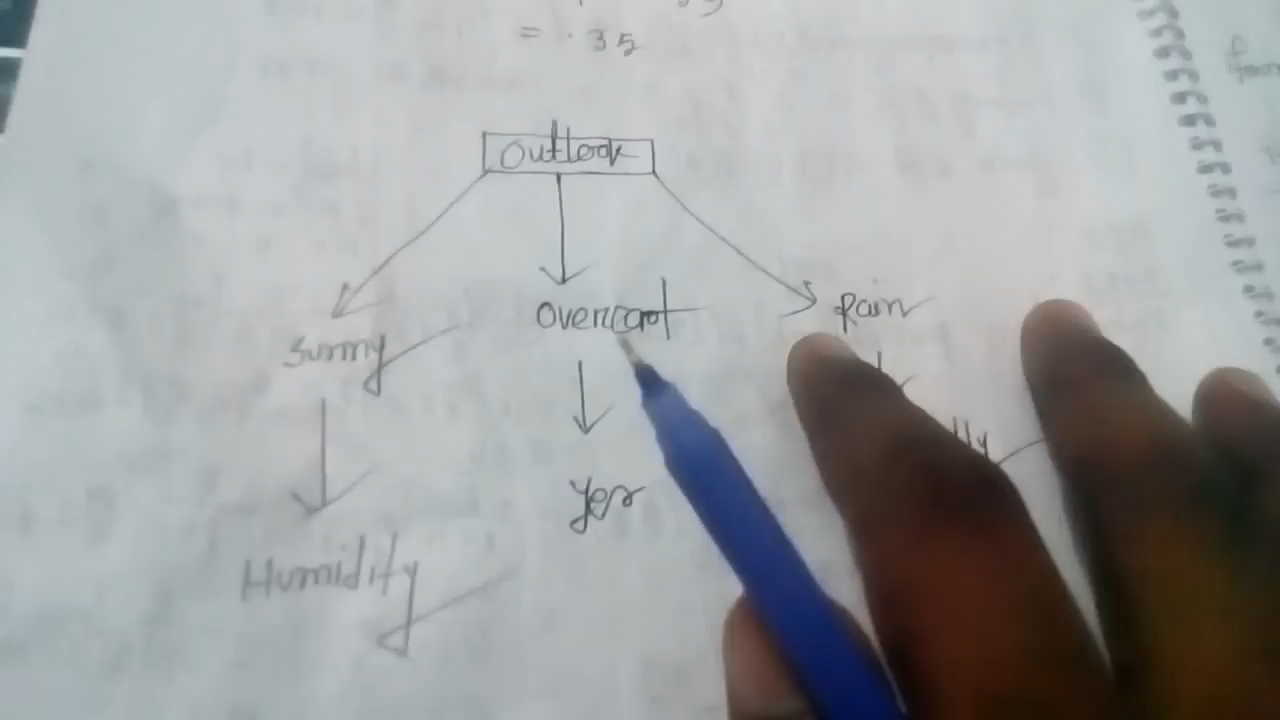 = .35
Outlook
Sunny Overcast Rain
Yes
Humidity